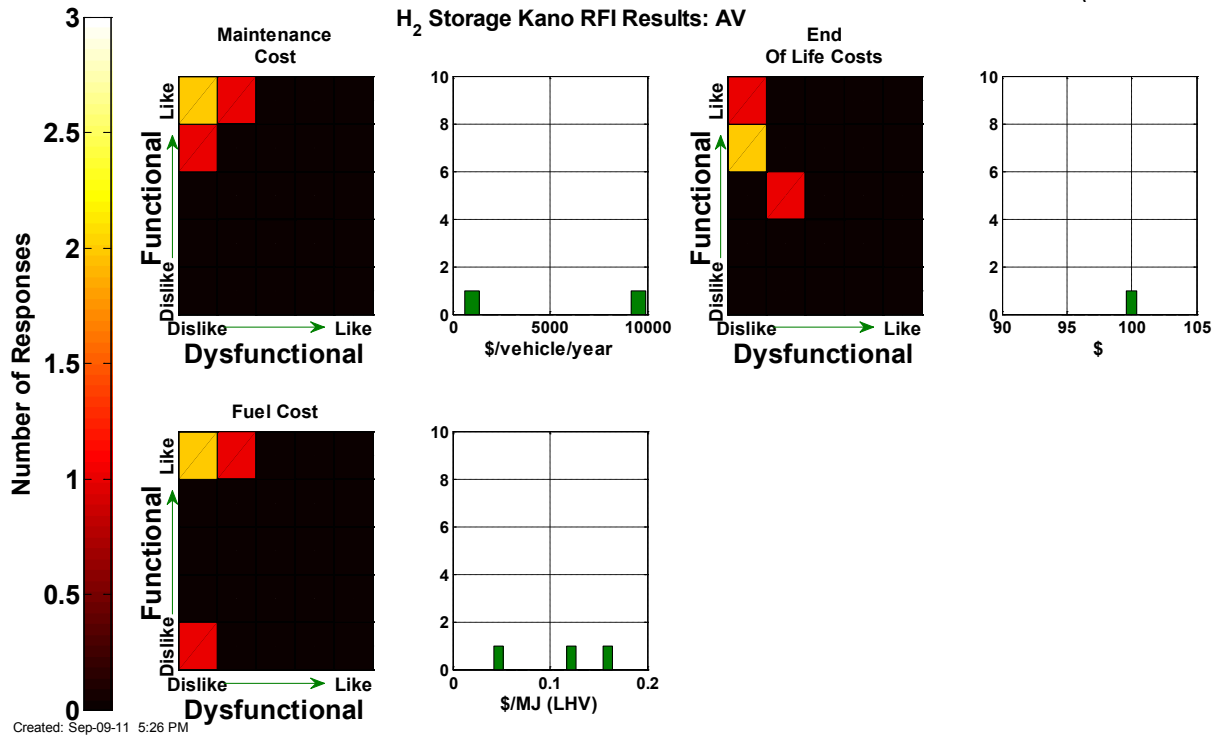 H2 Storage Kano RFI Results: AV
3
2.5
2
1.5
1
0.5
0
Number of Responses
Maintenance
Cost
Like
Functional
Dislike
Dislike
Like
Dysfunctional
10
8
6
4
2
0
0
5000
10000
$/vehicle/year
End
Of Life Costs
Like
Functional
Dislike
Dislike
Like
Dysfunctional
10
8
6
4
2
0
90
95
100
105
$
Fuel Cost
Like
Functional
Dislike
Dislike
Like
Dysfunctional
10
8
6
4
2
0
0
0.1
0.2
$/MJ (LHV)
Created: Sep-09-11 5:26 PM